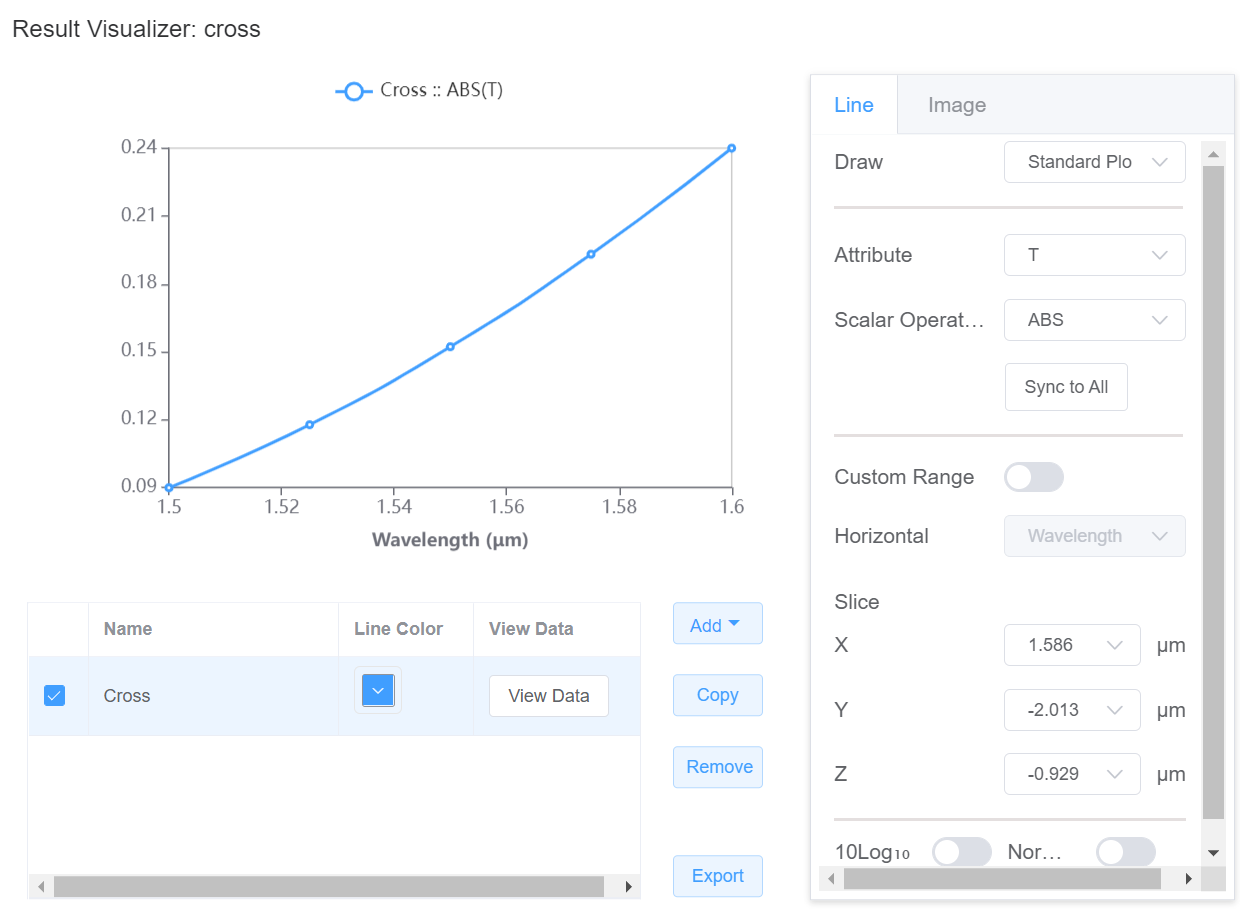 Result Visualizer: cross
Cross :: ABS(T)
0.24
0.21
0.18
0.15
0.12
0.09
1.5 1.52 1.54 1.56 1.58 1.6
Wavelength (μm)
Name Line Color View Data
Cross View Data
Add
Copy
Remove
Export
Line Image
Draw Standard Plo
Attribute T
Scalar Operat... ABS
Sync to All
Custom Range
Horizontal Wavelength
Slice
X 1.586 μm
Y -2.013 μm
Z -0.929 μm
10Log₁₀ Nor...